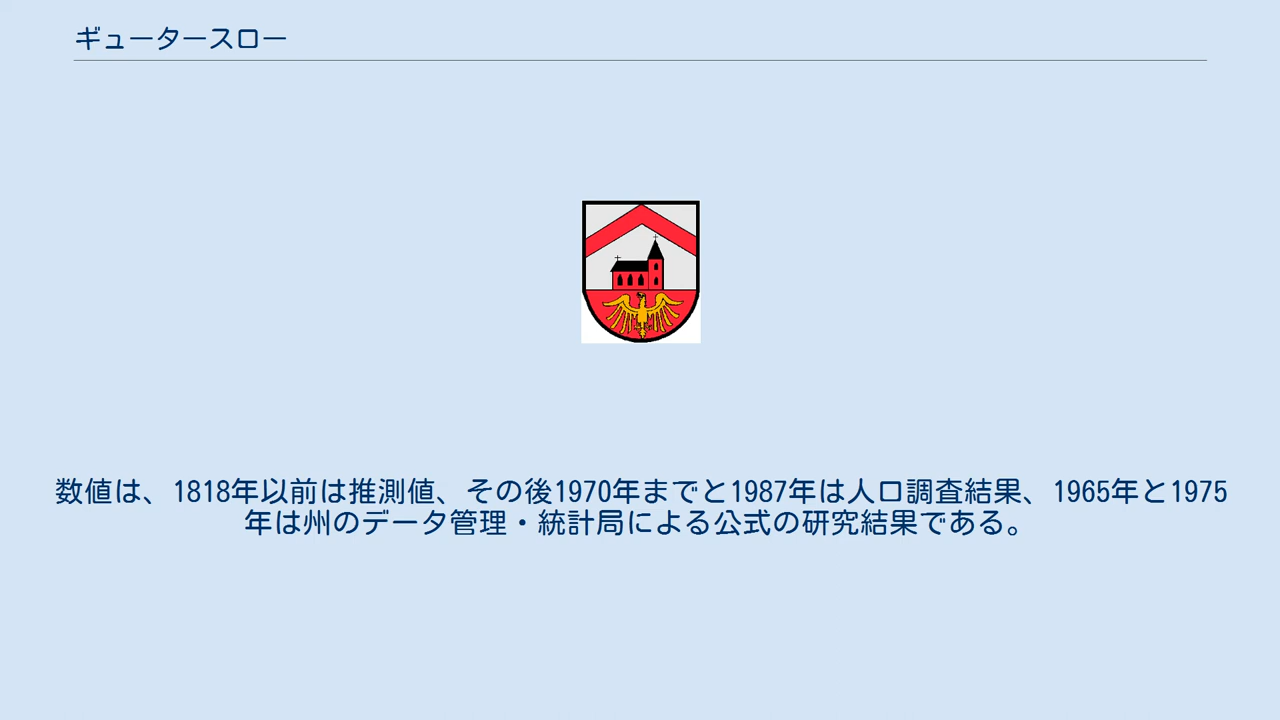 ギュータースロー
数値は、1818年以前は推測値、その後1970年までと1987年は人口調査結果、1965年と1975
年は州のデータ管理・統計局による公式の研究結果である。